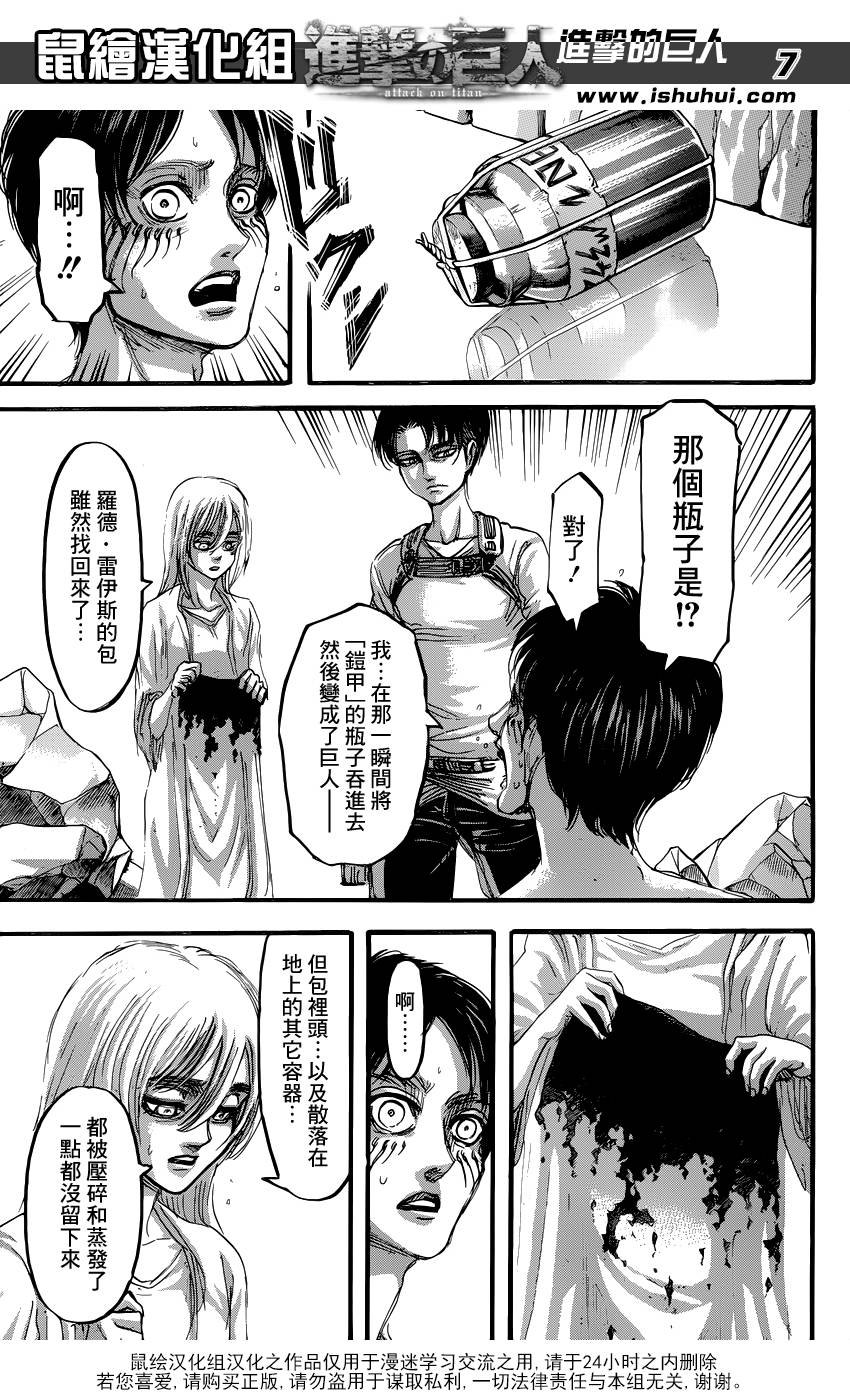 鼠繪漢化組
進撃の巨人
attack on titan
進擊的巨人
www.ishuhui.com
7
啊…!!
那個瓶子是!?
對了!
我…在那一瞬間將
「鎧甲」的瓶子吞進去
然後變成了巨人——
羅德·雷伊斯的包
雖然找回來了…
啊……
但包裡頭…以及散落在
地上的其它容器…
都被壓碎和蒸發了
一點都沒留下來
鼠绘汉化组汉化之作品仅用于漫迷学习交流之用, 请于24小时之内删除
若您喜爱, 请购买正版, 请勿盗用于谋取私利, 一切法律责任与本组无关, 谢谢。